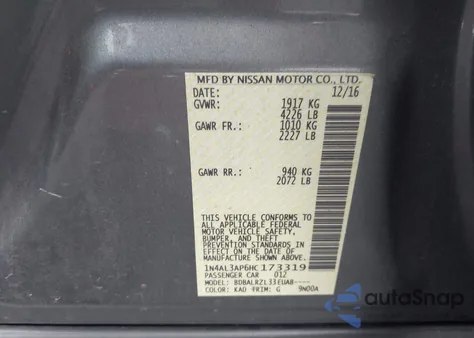 MFD BY NISSAN MOTOR CO., LTD.
DATE: 12/16
GVWR: 1917 KG
4226 LB
GAWR FR.: 1010 KG
2227 LB
GAWR RR.: 940 KG
2072 LB
THIS VEHICLE CONFORMS TO
ALL APPLICABLE FEDERAL
MOTOR VEHICLE SAFETY,
BUMPER, AND THEFT
PREVENTION STANDARDS IN
EFFECT ON THE DATE OF
MANUFACTURE SHOWN ABOVE.
1N4AL3AP6HC173319
PASSENGER CAR 012
MODEL: BDBALRZL33EUAB----
COLOR: KAD TRIM: G 9N00A
autoSnap